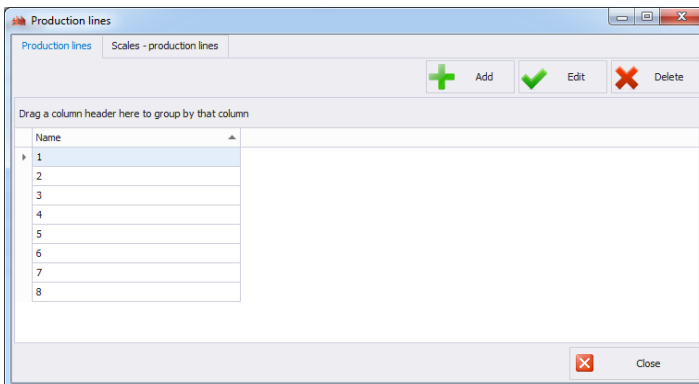 Production lines
Production lines Scales - production lines
Add Edit Delete
Drag a column header here to group by that column
Name
1
2
3
4
5
6
7
8
Close